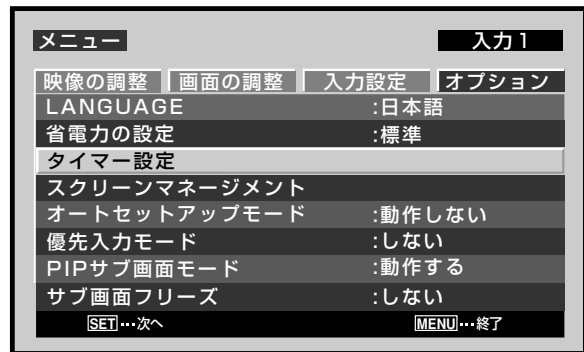 メニュー 入力1
映像の調整 画面の調整 入力設定 オプション
LANGUAGE :日本語
省電力の設定 :標準
タイマー設定
スクリーンマネージメント
オートセットアップモード :動作しない
優先入力モード :しない
PIPサブ画面モード :動作する
サブ画面フリーズ :しない
SET…次へ MENU…終了